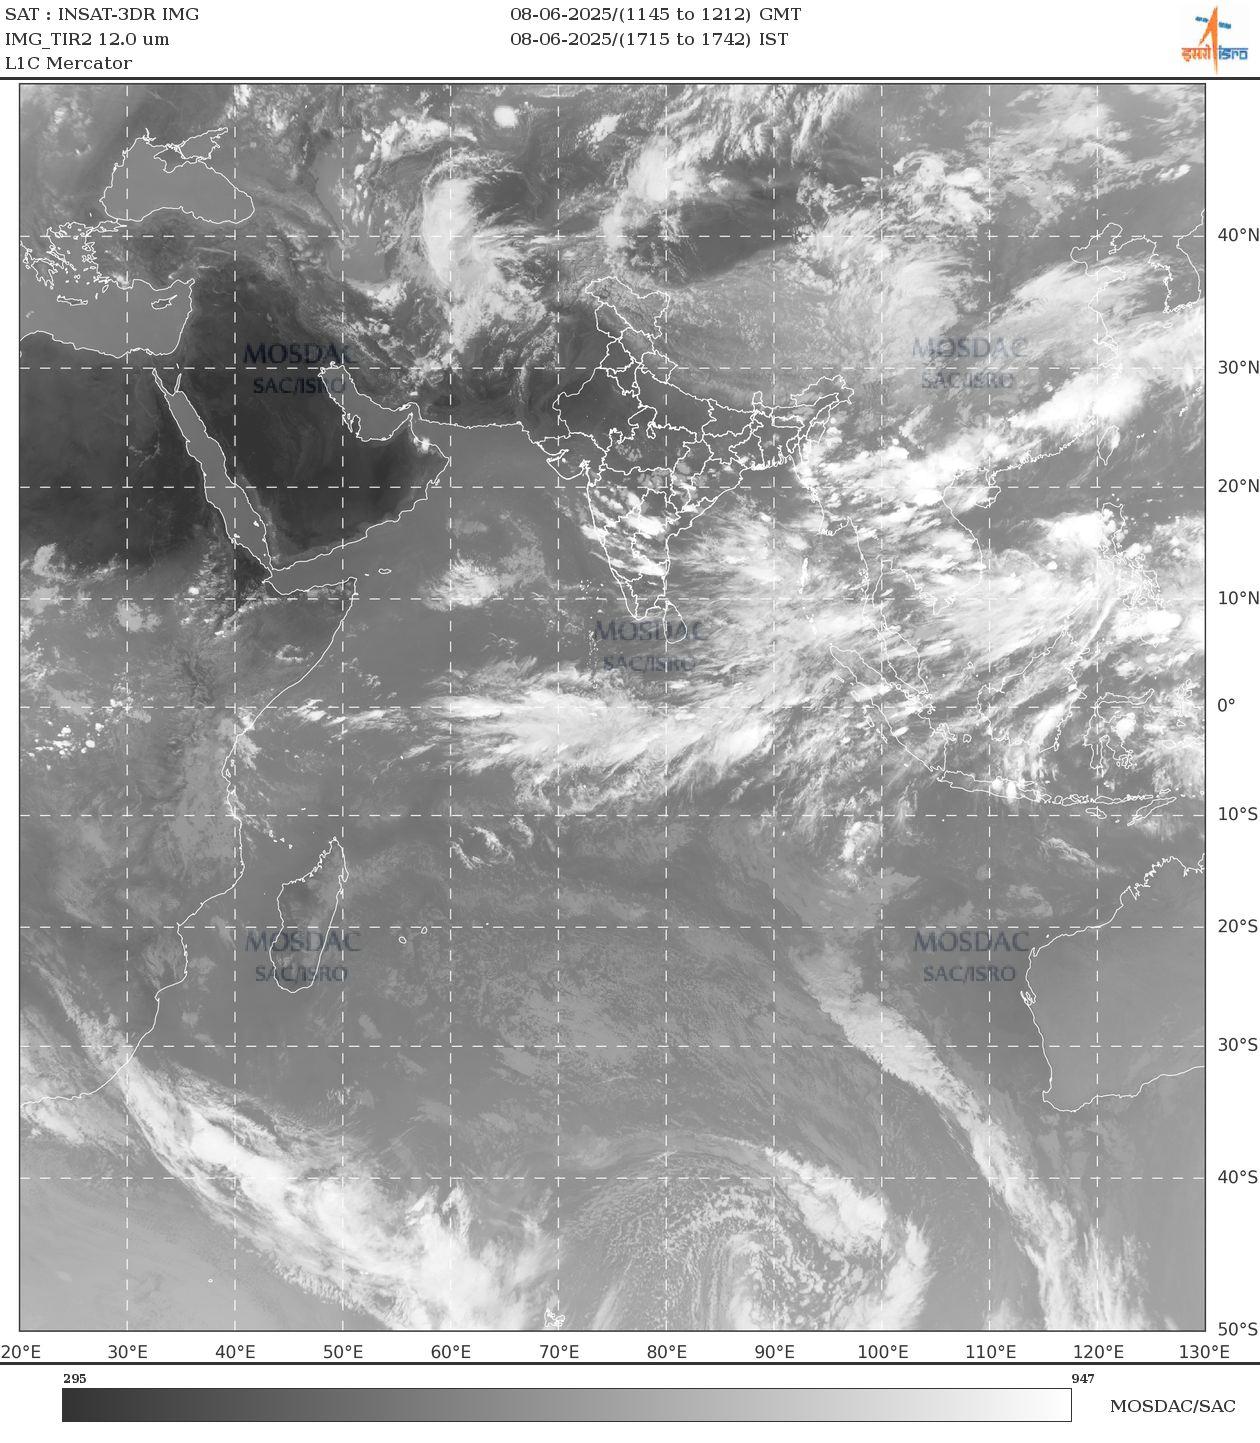 SAT : INSAT-3DR IMG
08-06-2025/(1145 to 1212) GMT
IMG_TIR2 12.0 um
08-06-2025/(1715 to 1742) IST
L1C Mercator
इसरो isro
40°N
MOSDAC
SAC/ISRO
MOSDAC
SAC/ISRO
30°N
20°N
10°N
MOSDAC
SAC/ISRO
0°
10°S
20°S
MOSDAC
SAC/ISRO
MOSDAC
SAC/ISRO
30°S
40°S
50°S
20°E 30°E 40°E 50°E 60°E 70°E 80°E 90°E 100°E 110°E 120°E 130°E
295
947
MOSDAC/SAC